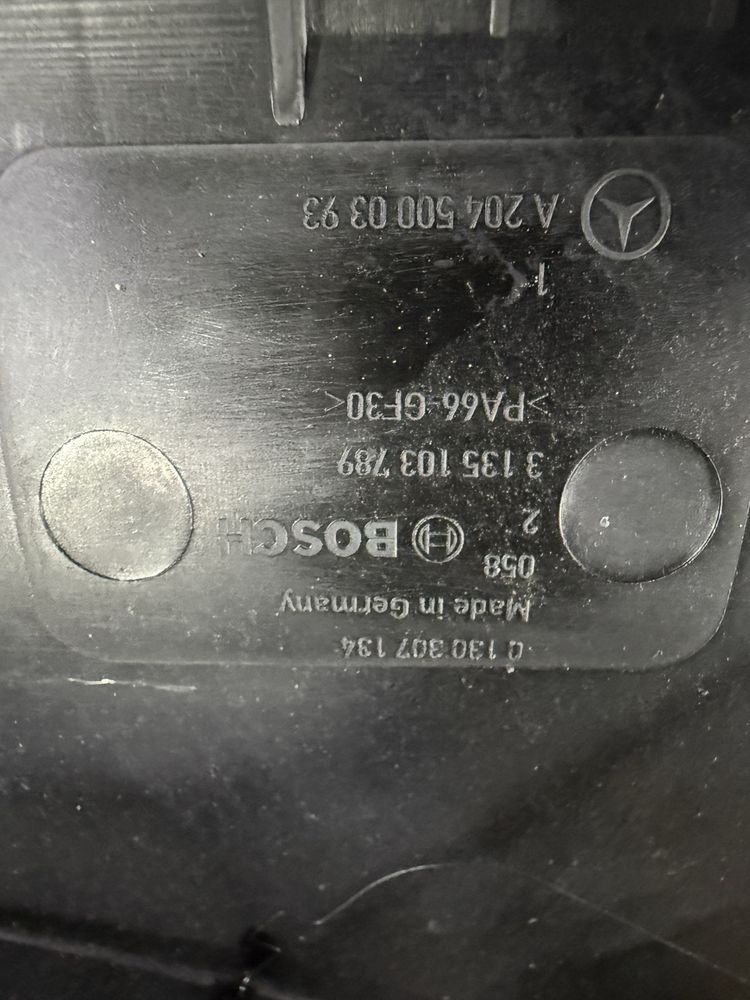 A 204 500 03 93
1
>PA66-GF30<
3 135 103 789
2
BOSCH
058
Made in Germany
0 130 307 134